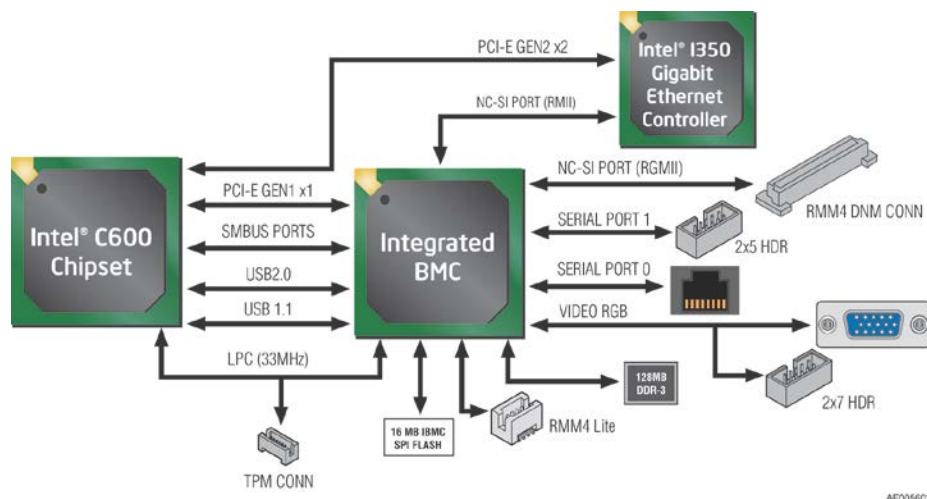 PCI-E GEN2 x2
Intel® I350
Gigabit
Ethernet
Controller
NC-SI PORT (RMII)
NC-SI PORT (RGMII)
RMM4 DNM CONN
PCI-E GEN1 x1
SERIAL PORT 1
2x5 HDR
Intel® C600
Chipset
SMBUS PORTS
Integrated
BMC
USB2.0
SERIAL PORT 0
USB 1.1
VIDEO RGB
LPC (33MHz)
128MB
DDR-3
2x7 HDR
16 MB IBMC
SPI FLASH
RMM4 Lite
TPM CONN